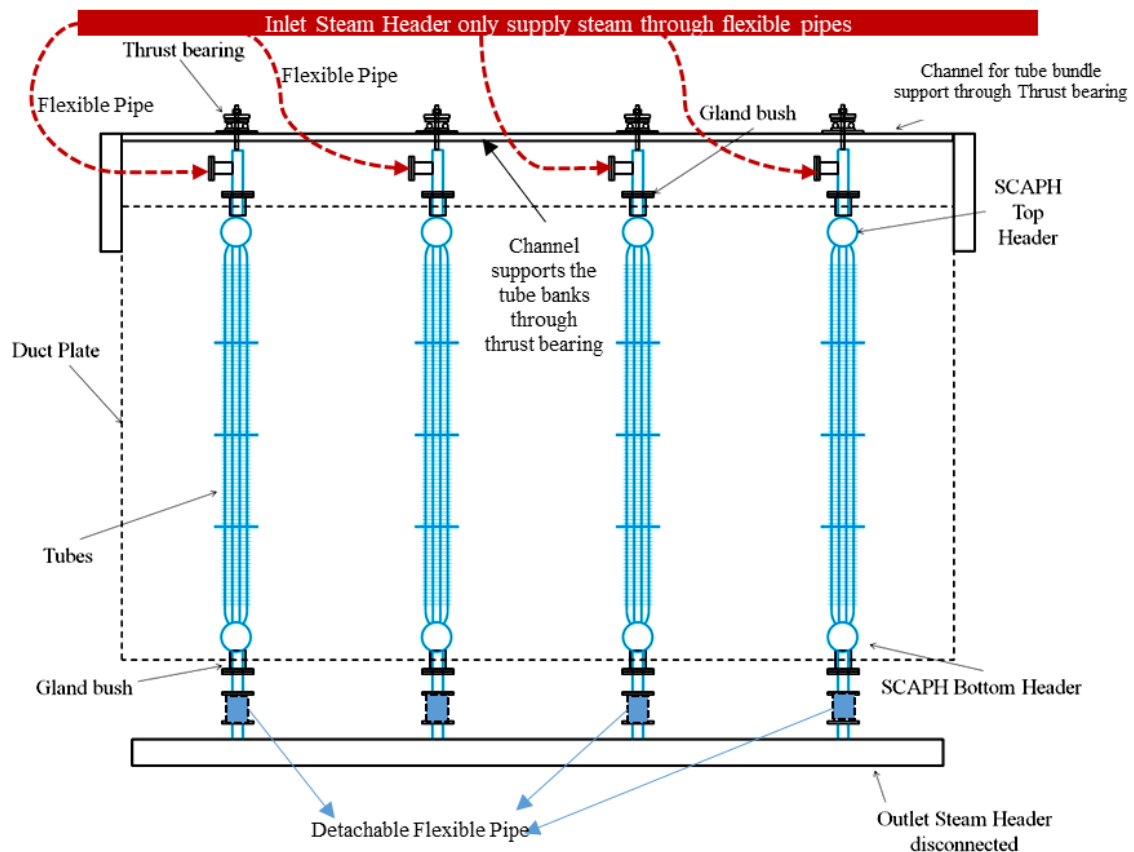 Inlet Steam Header only supply steam through flexible pipes
Thrust bearing
Flexible Pipe
Flexible Pipe
Channel for tube bundle
support through Thrust bearing
Gland bush
SCAPH
Top
Header
Channel
supports the
tube banks
through
thrust bearing
Duct Plate
Tubes
Gland bush
SCAPH Bottom Header
Detachable Flexible Pipe
Outlet Steam Header
disconnected